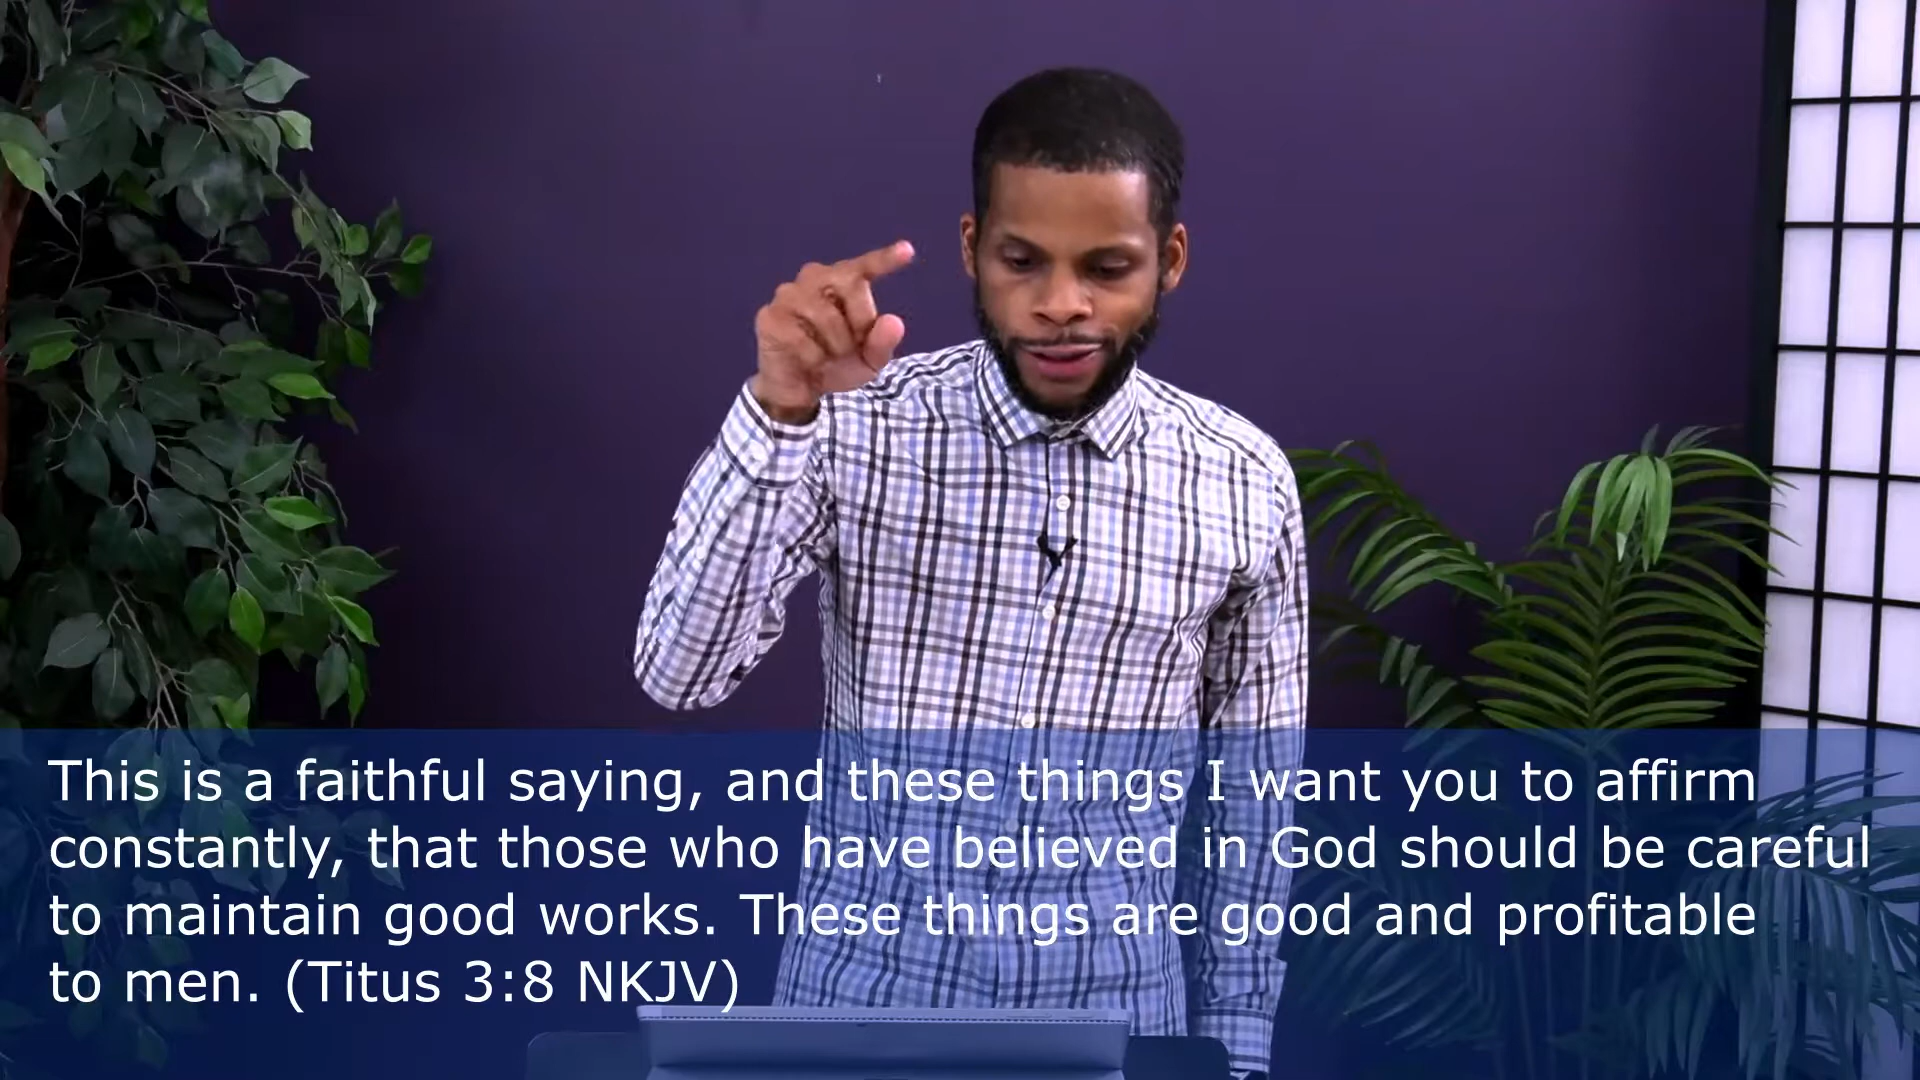 This is a faithful saying, and these things I want you to affirm
constantly, that those who have believed in God should be careful
to maintain good works. These things are good and profitable
to men. (Titus 3:8 NKJV)